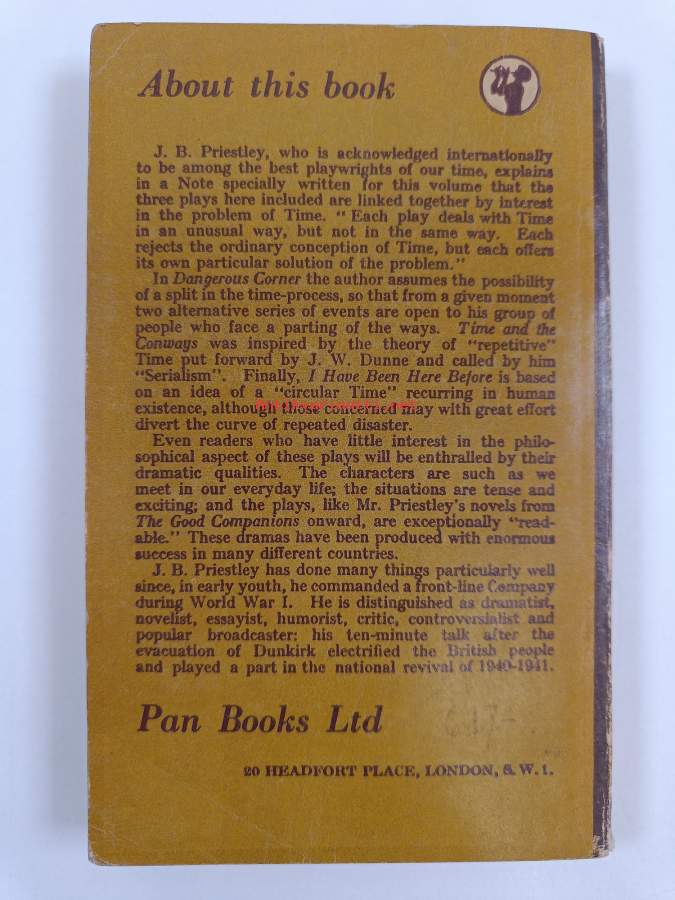 About this book
J. B. Priestley, who is acknowledged internationally
to be among the best playwrights of our time, explains
in a Note specially written for this volume that the
three plays here included are linked together by interest
in the problem of Time. "Each play deals with Time
in an unusual way, but not in the same way. Each
rejects the ordinary conception of Time, but each offers
its own particular solution of the problem."
In Dangerous Corner the author assumes the possibility
of a split in the time-process, so that from a given moment
two alternative series of events are open to his group of
people who face a parting of the ways. Time and the
Conways was inspired by the theory of "repetitive"
Time put forward by J. W. Dunne and called by him
"Serialism". Finally, I Have Been Here Before is based
on an idea of a "circular Time" recurring in human
existence, although those concerned may with great effort
divert the curve of repeated disaster.
Even readers who have little interest in the philo-
sophical aspect of these plays will be enthralled by their
dramatic qualities. The characters are such as we
meet in our everyday life; the situations are tense and
exciting; and the plays, like Mr. Priestley's novels from
The Good Companions onward, are exceptionally "read-
able." These dramas have been produced with enormous
success in many different countries.
J. B. Priestley has done many things particularly well
since, in early youth, he commanded a front-line Company
during World War I. He is distinguished as dramatist,
novelist, essayist, humorist, critic, controversialist and
popular broadcaster: his ten-minute talk after the
evacuation of Dunkirk electrified the British people
and played a part in the national revival of 1940-1941.
Pan Books Ltd
20 HEADFORT PLACE, LONDON, S.W.1.